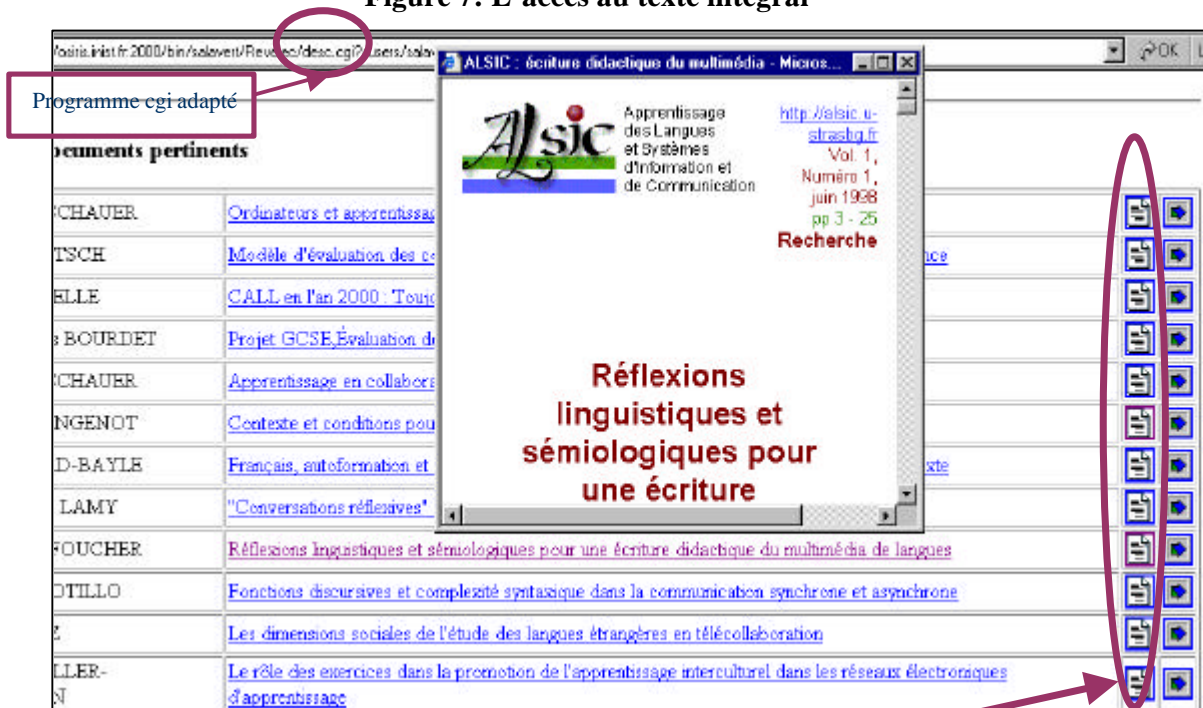 Figure 7: L'accès au texte intégral
/osiris.inist.fr:2000/bin/salavert/Revelec/desc.cgi?/users/salav
OK
Programme cgi adapté
ALSIC : écriture didactique du multimédia - Micros...
ALSIC
Apprentissage
des Langues
et Systèmes
d'Information et
de Communication
http://alsic.u-
strasbg.fr
Vol. 1,
Numéro 1,
juin 1998
pp 3 - 25
Recherche
Réflexions
linguistiques et
sémiologiques pour
une écriture
ocuments pertinents
CHAUER Ordinateurs et apprentissag
TSCH Modèle d'évaluation des co nce
ELLE CALL en l'an 2000 : Toujo
s BOURDET Projet GCSE,Évaluation de
CHAUER Apprentissage en collabora
NGENOT Contexte et conditions pou
D-BAYLE Français, autoformation et xte
LAMY "Conversations réflexives"
FOUCHER Réflexions linguistiques et sémiologiques pour une écriture didactique du multimédia de langues
OTILLO Fonctions discursives et complexité syntaxique dans la communication synchrone et asynchrone
Z Les dimensions sociales de l'étude des langues étrangères en télécollaboration
LLER- Le rôle des exercices dans la promotion de l'apprentissage interculturel dans les réseaux électroniques
N d'apprentissage